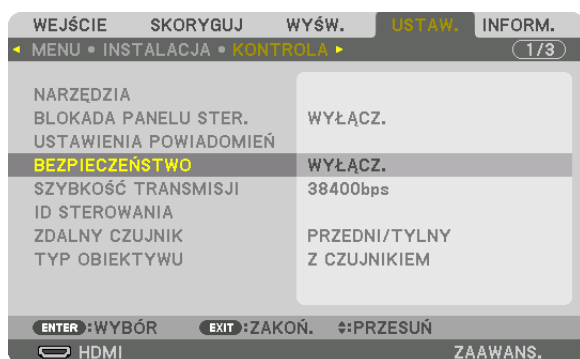 WEJŚCIE SKORYGUJ WYŚW. USTAW. INFORM.
MENU • INSTALACJA • KONTROLA 1/3
NARZĘDZIA
BLOKADA PANELU STER. WYŁĄCZ.
USTAWIENIA POWIADOMIEŃ
BEZPIECZEŃSTWO WYŁĄCZ.
SZYBKOŚĆ TRANSMISJI 38400bps
ID STEROWANIA
ZDALNY CZUJNIK PRZEDNI/TYLNY
TYP OBIEKTYWU Z CZUJNIKIEM
ENTER :WYBÓR EXIT :ZAKOŃ. :PRZESUŃ
HDMI ZAAWANS.